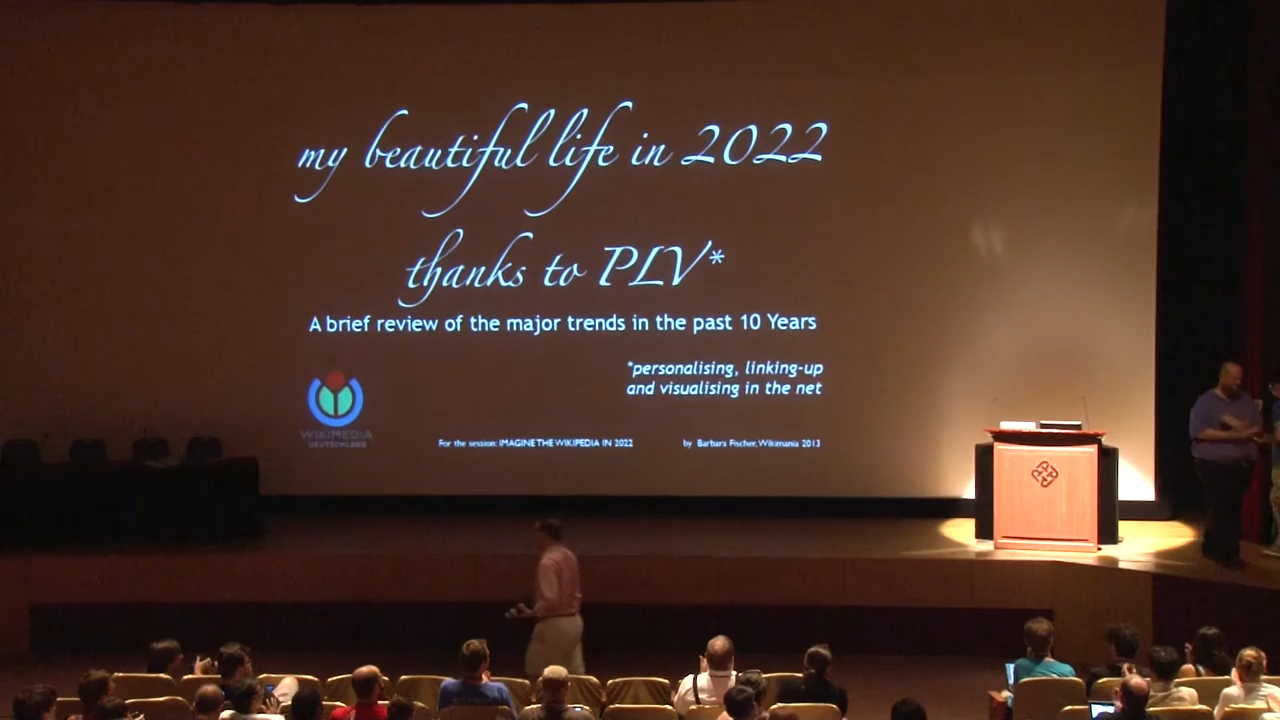 my beautiful life in 2022
thanks to PLV*
A brief review of the major trends in the past 10 Years
*personalising, linking-up
and visualising in the net
WIKIMEDIA
DEUTSCHLAND
For the session: IMAGINE THE WIKIPEDIA IN 2022 by Barbara Fischer, Wikimania 2013